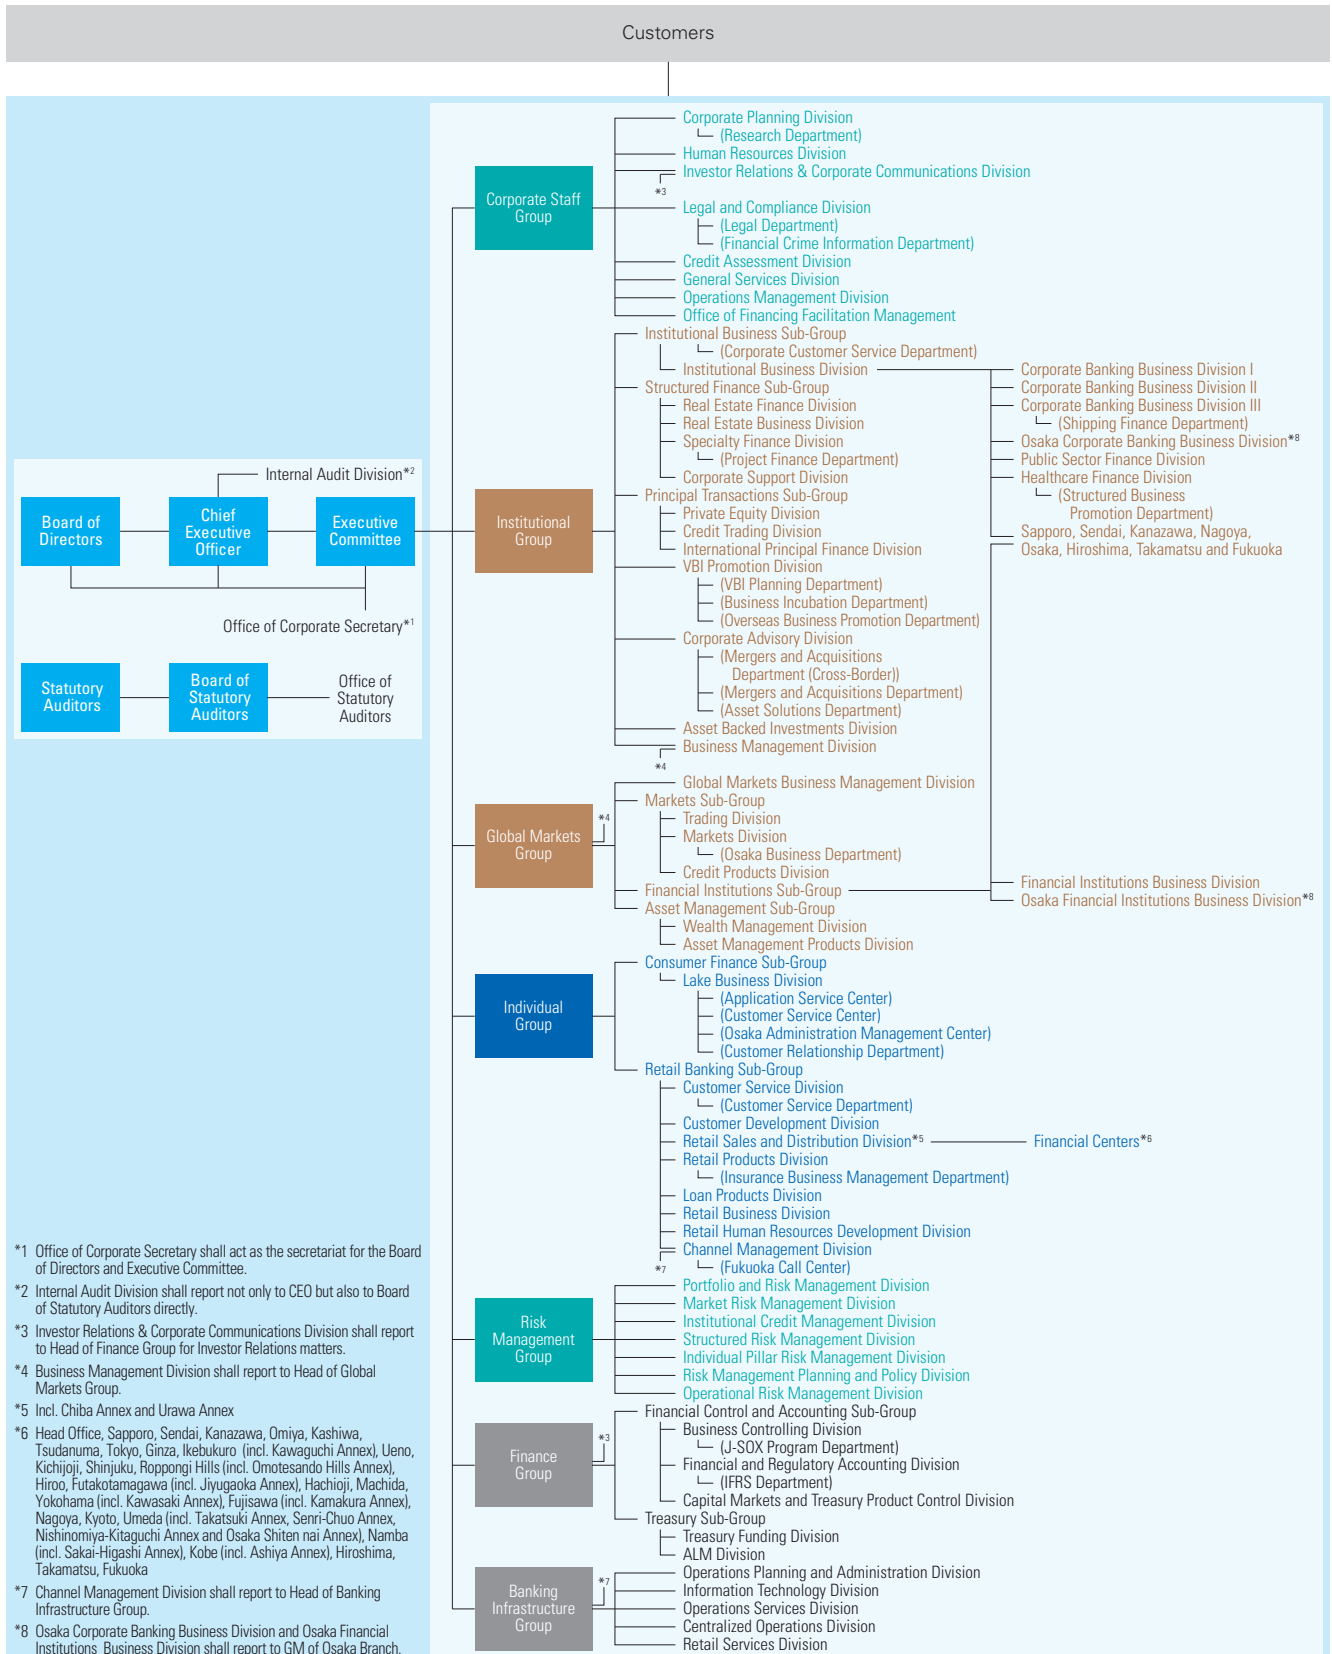 Customers
Corporate Planning Division
(Research Department)
Human Resources Division
Investor Relations & Corporate Communications Division
*3
Corporate Staff
Group
Legal and Compliance Division
(Legal Department)
(Financial Crime Information Department)
Credit Assessment Division
General Services Division
Operations Management Division
Office of Financing Facilitation Management
Institutional Business Sub-Group
(Corporate Customer Service Department)
Institutional Business Division
Structured Finance Sub-Group
Real Estate Finance Division
Real Estate Business Division
Specialty Finance Division
(Project Finance Department)
Corporate Support Division
Principal Transactions Sub-Group
Private Equity Division
Credit Trading Division
International Principal Finance Division
VBI Promotion Division
(VBI Planning Department)
(Business Incubation Department)
(Overseas Business Promotion Department)
Corporate Advisory Division
(Mergers and Acquisitions
Department (Cross-Border))
(Mergers and Acquisitions Department)
(Asset Solutions Department)
Asset Backed Investments Division
Business Management Division
*4
Institutional
Group
Corporate Banking Business Division I
Corporate Banking Business Division II
Corporate Banking Business Division III
(Shipping Finance Department)
Osaka Corporate Banking Business Division*8
Public Sector Finance Division
Healthcare Finance Division
(Structured Business
Promotion Department)
Sapporo, Sendai, Kanazawa, Nagoya,
Osaka, Hiroshima, Takamatsu and Fukuoka
Internal Audit Division*2
Board of
Directors
Chief
Executive
Officer
Executive
Committee
Office of Corporate Secretary*1
Statutory
Auditors
Board of
Statutory
Auditors
Office of
Statutory
Auditors
Global Markets
Group
*4
Global Markets Business Management Division
Markets Sub-Group
Trading Division
Markets Division
(Osaka Business Department)
Credit Products Division
Financial Institutions Sub-Group
Financial Institutions Business Division
Osaka Financial Institutions Business Division*8
Asset Management Sub-Group
Wealth Management Division
Asset Management Products Division
Individual
Group
Consumer Finance Sub-Group
Lake Business Division
(Application Service Center)
(Customer Service Center)
(Osaka Administration Management Center)
(Customer Relationship Department)
Retail Banking Sub-Group
Customer Service Division
(Customer Service Department)
Customer Development Division
Retail Sales and Distribution Division*5
Financial Centers*6
Retail Products Division
(Insurance Business Management Department)
Loan Products Division
Retail Business Division
Retail Human Resources Development Division
Channel Management Division
*7
(Fukuoka Call Center)
Risk
Management
Group
Portfolio and Risk Management Division
Market Risk Management Division
Institutional Credit Management Division
Structured Risk Management Division
Individual Pillar Risk Management Division
Risk Management Planning and Policy Division
Operational Risk Management Division
Finance
Group
*3
Financial Control and Accounting Sub-Group
Business Controlling Division
(J-SOX Program Department)
Financial and Regulatory Accounting Division
(IFRS Department)
Capital Markets and Treasury Product Control Division
Treasury Sub-Group
Treasury Funding Division
ALM Division
Banking
Infrastructure
Group
*7
Operations Planning and Administration Division
Information Technology Division
Operations Services Division
Centralized Operations Division
Retail Services Division
*1 Office of Corporate Secretary shall act as the secretariat for the Board
of Directors and Executive Committee.
*2 Internal Audit Division shall report not only to CEO but also to Board
of Statutory Auditors directly.
*3 Investor Relations & Corporate Communications Division shall report
to Head of Finance Group for Investor Relations matters.
*4 Business Management Division shall report to Head of Global
Markets Group.
*5 Incl. Chiba Annex and Urawa Annex
*6 Head Office, Sapporo, Sendai, Kanazawa, Omiya, Kashiwa,
Tsudanuma, Tokyo, Ginza, Ikebukuro (incl. Kawaguchi Annex), Ueno,
Kichijoji, Shinjuku, Roppongi Hills (incl. Omotesando Hills Annex),
Hiroo, Futakotamagawa (incl. Jiyugaoka Annex), Hachioji, Machida,
Yokohama (incl. Kawasaki Annex), Fujisawa (incl. Kamakura Annex),
Nagoya, Kyoto, Umeda (incl. Takatsuki Annex, Senri-Chuo Annex,
Nishinomiya-Kitaguchi Annex and Osaka Shiten nai Annex), Namba
(incl. Sakai-Higashi Annex), Kobe (incl. Ashiya Annex), Hiroshima,
Takamatsu, Fukuoka
*7 Channel Management Division shall report to Head of Banking
Infrastructure Group.
*8 Osaka Corporate Banking Business Division and Osaka Financial
Institutions Business Division shall report to GM of Osaka Branch.